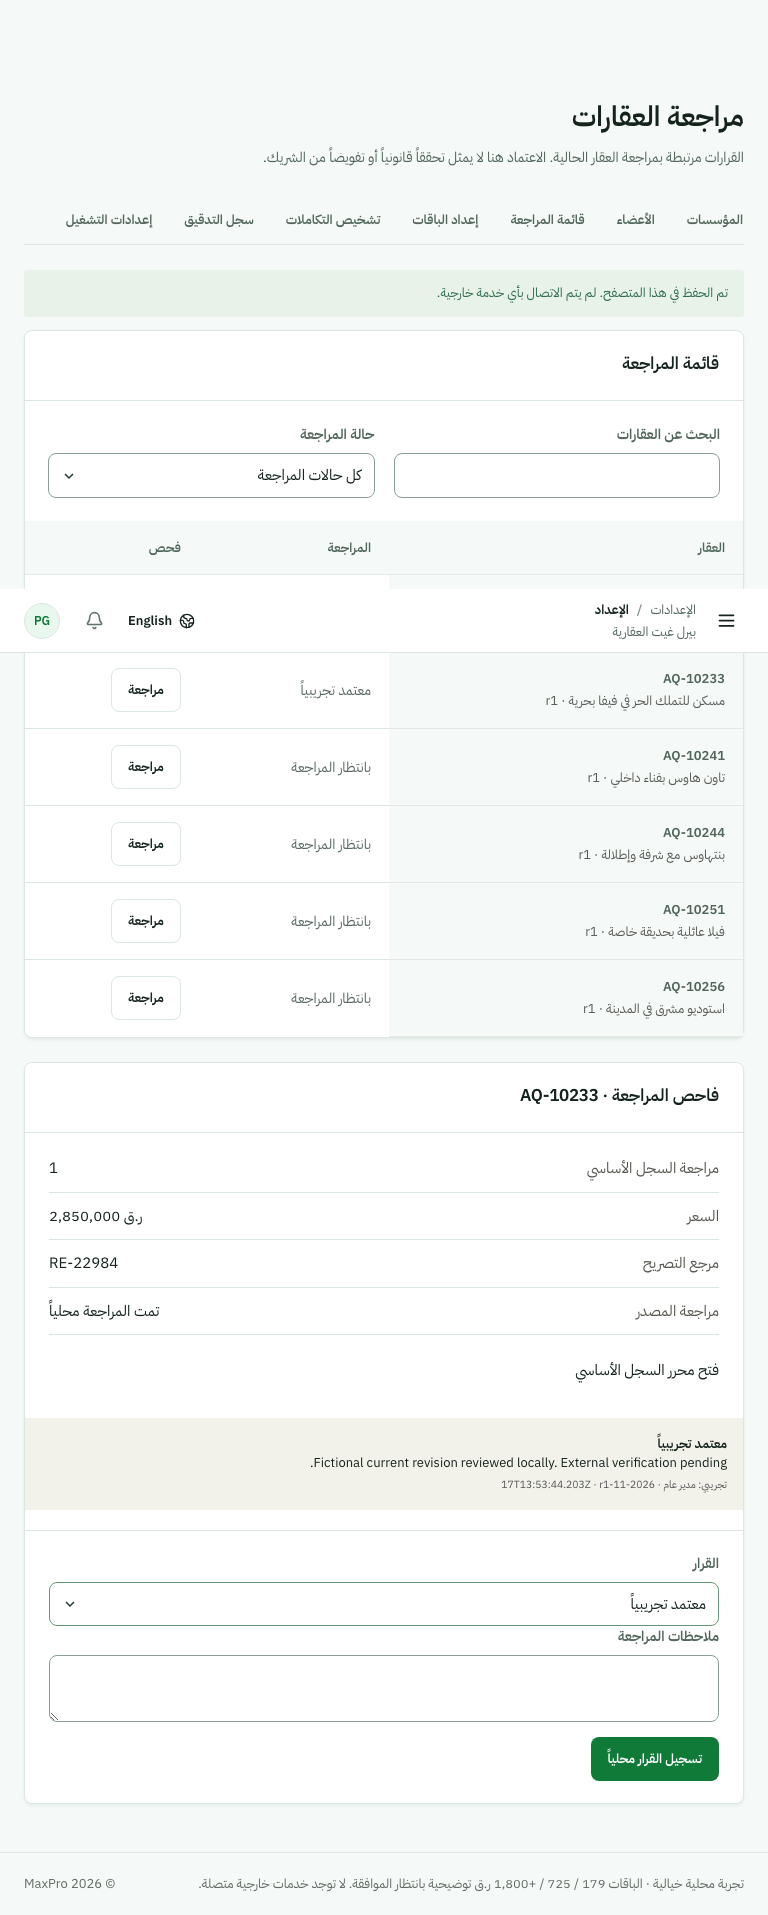 مراجعة العقارات
القرارات مرتبطة بمراجعة العقار الحالية. الاعتماد هنا لا يمثل تحققاً قانونياً أو تفويضاً من الشريك.
المؤسسات الأعضاء قائمة المراجعة إعداد الباقات تشخيص التكاملات سجل التدقيق إعدادات التشغيل
تم الحفظ في هذا المتصفح. لم يتم الاتصال بأي خدمة خارجية.
قائمة المراجعة
البحث عن العقارات حالة المراجعة
كل حالات المراجعة
العقار المراجعة فحص
الإعدادات / الإعداد English PG
بيرل غيت العقارية
AQ-10233
مسكن للتملك الحر في فيفا بحرية · r1 معتمد تجريبياً مراجعة
AQ-10241
تاون هاوس بفناء داخلي · r1 بانتظار المراجعة مراجعة
AQ-10244
بنتهاوس مع شرفة وإطلالة · r1 بانتظار المراجعة مراجعة
AQ-10251
فيلا عائلية بحديقة خاصة · r1 بانتظار المراجعة مراجعة
AQ-10256
استوديو مشرق في المدينة · r1 بانتظار المراجعة مراجعة
فاحص المراجعة · AQ-10233
مراجعة السجل الأساسي 1
السعر 2,850,000 ر.ق
مرجع التصريح RE-22984
مراجعة المصدر تمت المراجعة محلياً
فتح محرر السجل الأساسي
معتمد تجريبياً
Fictional current revision reviewed locally. External verification pending.
تجريبي: مدير عام · r1 · 2026-11-17T13:53:44.203Z
القرار
معتمد تجريبياً
ملاحظات المراجعة
تسجيل القرار محلياً
تجربة محلية خيالية · الباقات 179 / 725 / +1,800 ر.ق توضيحية بانتظار الموافقة. لا توجد خدمات خارجية متصلة. © 2026 MaxPro